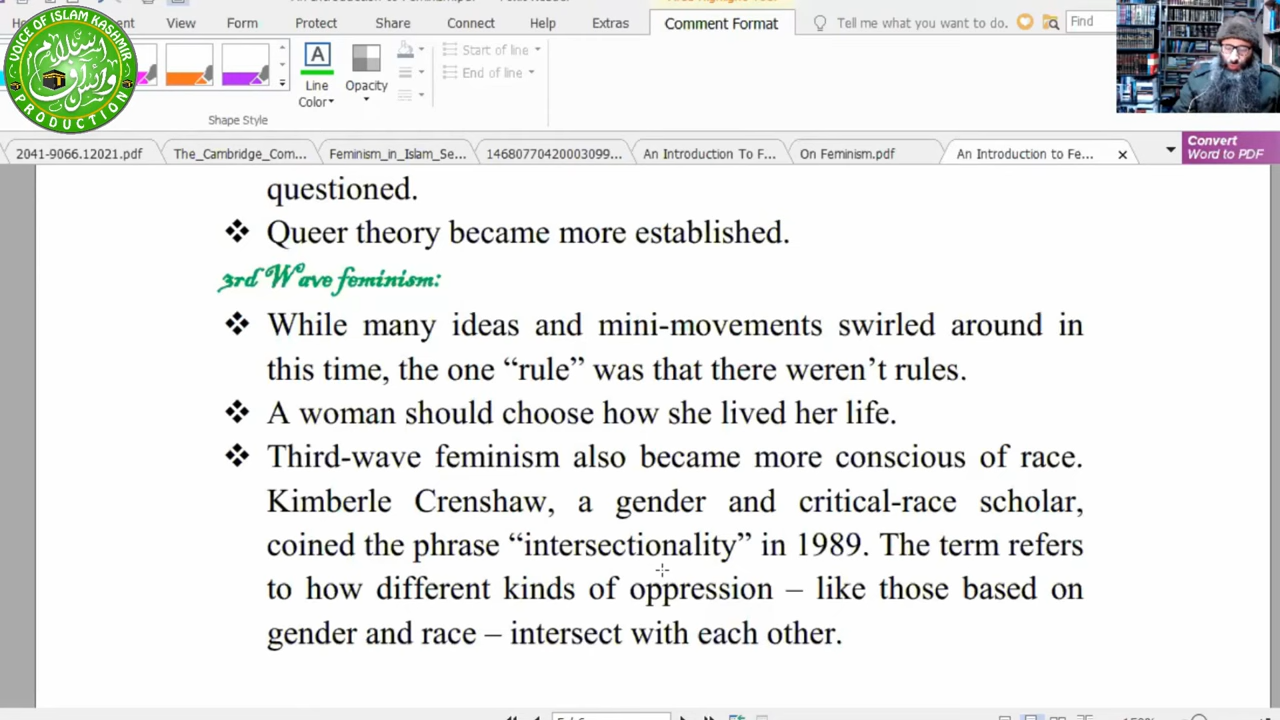 View Form Protect Share Connect Help Extras Comment Format Tell me what you want to do. Find
VOICE OF ISLAM KASHMIR
PRODUCTION
Line
Color
Opacity
Start of line
End of line
Shape Style
2041-9066.12021.pdf The_Cambridge_Com... Feminism_in_Islam_Se... 14680770420003099... An Introduction To F... On Feminism.pdf An Introduction to Fe...
Convert
Word to PDF
questioned.
❖ Queer theory became more established.
3rd Wave feminism:
❖ While many ideas and mini-movements swirled around in
this time, the one “rule” was that there weren’t rules.
❖ A woman should choose how she lived her life.
❖ Third-wave feminism also became more conscious of race.
Kimberle Crenshaw, a gender and critical-race scholar,
coined the phrase “intersectionality” in 1989. The term refers
to how different kinds of oppression – like those based on
gender and race – intersect with each other.